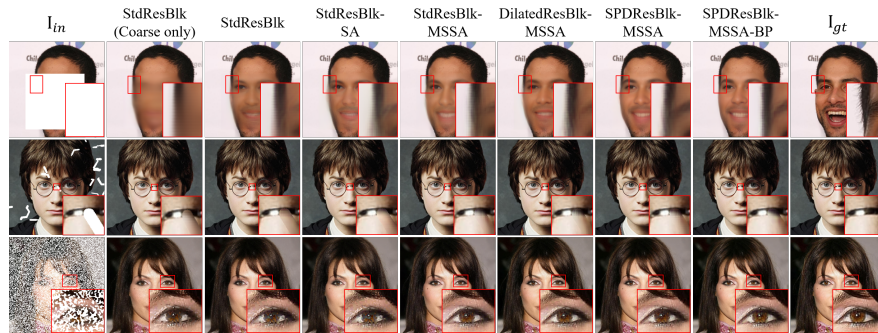 I_in
StdResBlk
(Coarse only)
StdResBlk
StdResBlk-
SA
StdResBlk-
MSSA
DilatedResBlk-
MSSA
SPDResBlk-
MSSA
SPDResBlk-
MSSA-BP
I_gt